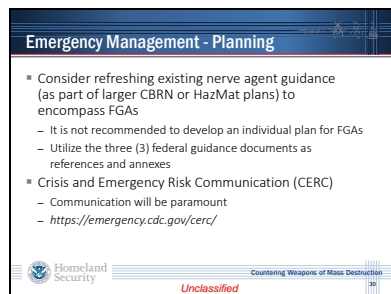 Emergency Management - Planning
▪ Consider refreshing existing nerve agent guidance
(as part of larger CBRN or HazMat plans) to
encompass FGAs
– It is not recommended to develop an individual plan for FGAs
– Utilize the three (3) federal guidance documents as
references and annexes
▪ Crisis and Emergency Risk Communication (CERC)
– Communication will be paramount
– https://emergency.cdc.gov/cerc/
Homeland
Security
Countering Weapons of Mass Destruction
Unclassified
30